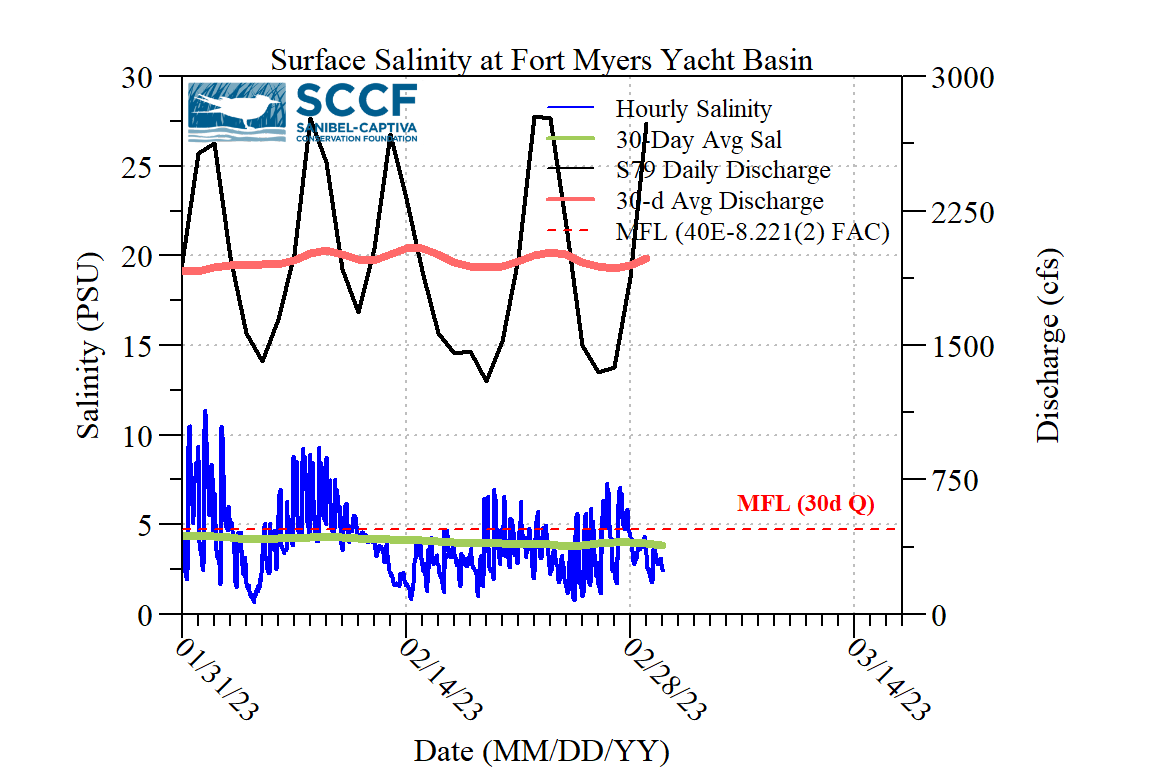 Surface Salinity at Fort Myers Yacht Basin
SCCF
SANIBEL-CAPTIVA
CONSERVATION FOUNDATION
Hourly Salinity
30-Day Avg Sal
S79 Daily Discharge
30-d Avg Discharge
MFL (40E-8.221(2) FAC)
MFL (30d Q)
Salinity (PSU)
30
25
20
15
10
5
0
Discharge (cfs)
3000
2250
1500
750
0
01/31/23
02/14/23
02/28/23
03/14/23
Date (MM/DD/YY)